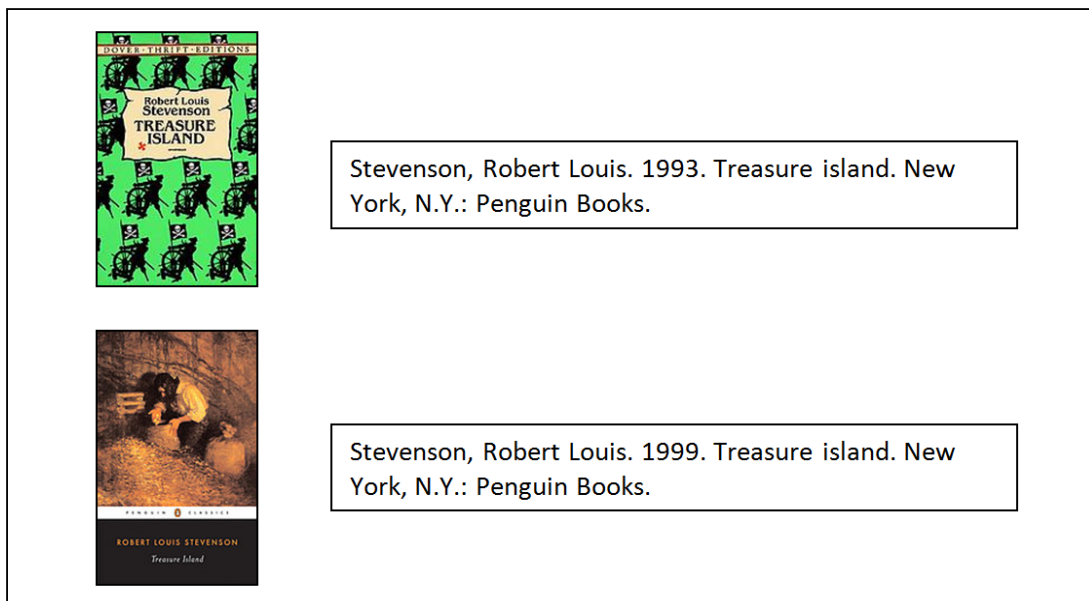 DOVER · THRIFT · EDITIONS
Robert Louis
Stevenson
TREASURE
ISLAND
Stevenson, Robert Louis. 1993. Treasure island. New
York, N.Y.: Penguin Books.
PENGUIN CLASSICS
ROBERT LOUIS STEVENSON
Treasure Island
Stevenson, Robert Louis. 1999. Treasure island. New
York, N.Y.: Penguin Books.